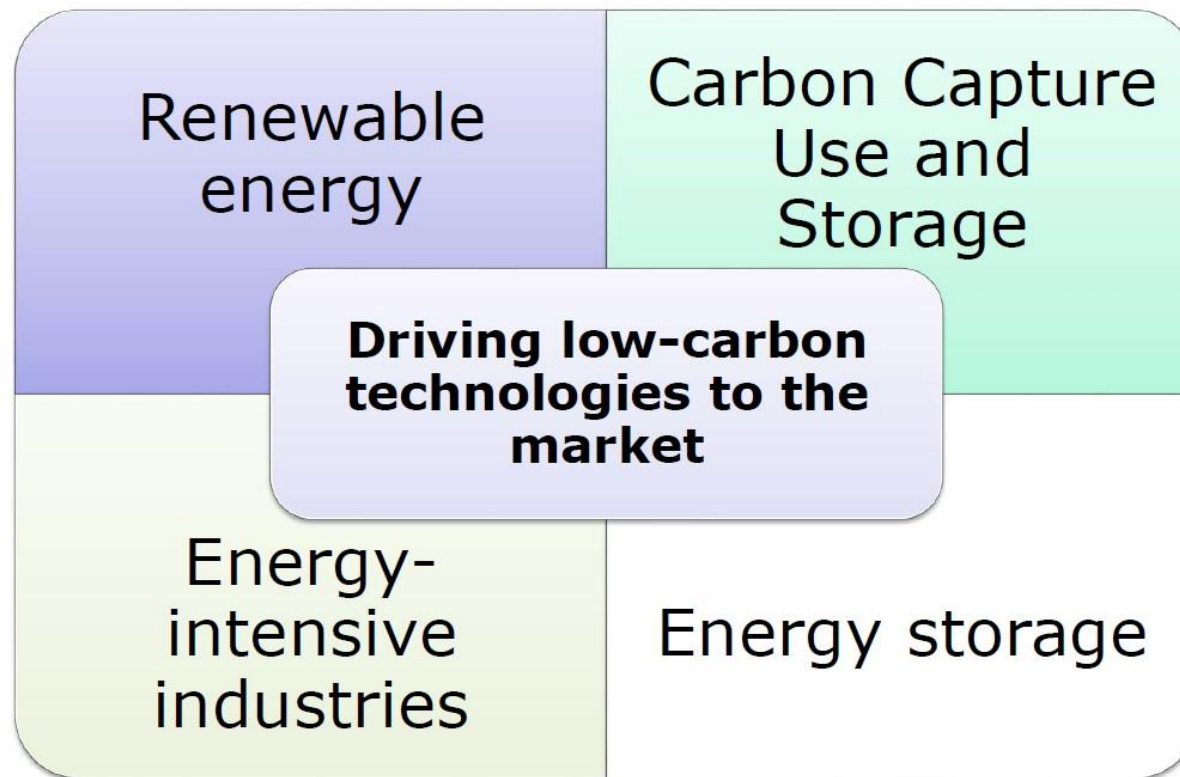 Renewable
energy
Carbon Capture
Use and
Storage
Driving low-carbon
technologies to the
market
Energy-
intensive
industries
Energy storage